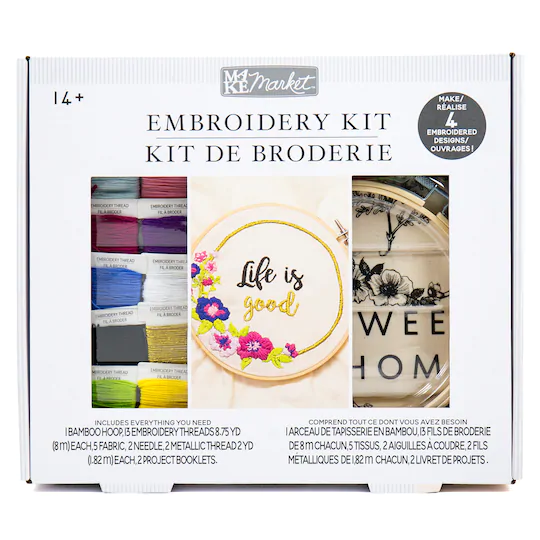 MAKE Market
14+
MAKE/
RÉALISE
4
EMBROIDERED
DESIGNS/
OUVRAGES!
EMBROIDERY KIT
KIT DE BRODERIE
EMBROIDERY THREAD
FIL À BRODER
EMBROIDERY THREAD
FIL À BRODER
EMBROIDERY THREAD
FIL À BRODER
EMBROIDERY THREAD
FIL À BRODER
Life is
good
WEE
HOM
INCLUDES EVERYTHING YOU NEED
1 BAMBOO HOOP, 13 EMBROIDERY THREADS 8.75 YD
(8 m) EACH, 5 FABRIC, 2 NEEDLE, 2 METALLIC THREAD 2 YD
(1.82 m) EACH, 2 PROJECT BOOKLETS.
COMPREND TOUT CE DONT VOUS AVEZ BESOIN
1 ARCEAU DE TAPISSERIE EN BAMBOU, 13 FILS DE BRODERIE
DE 8 m CHACUN, 5 TISSUS, 2 AIGUILLES À COUDRE, 2 FILS
MÉTALLIQUES DE 1.82 m CHACUN, 2 LIVRET DE PROJETS.